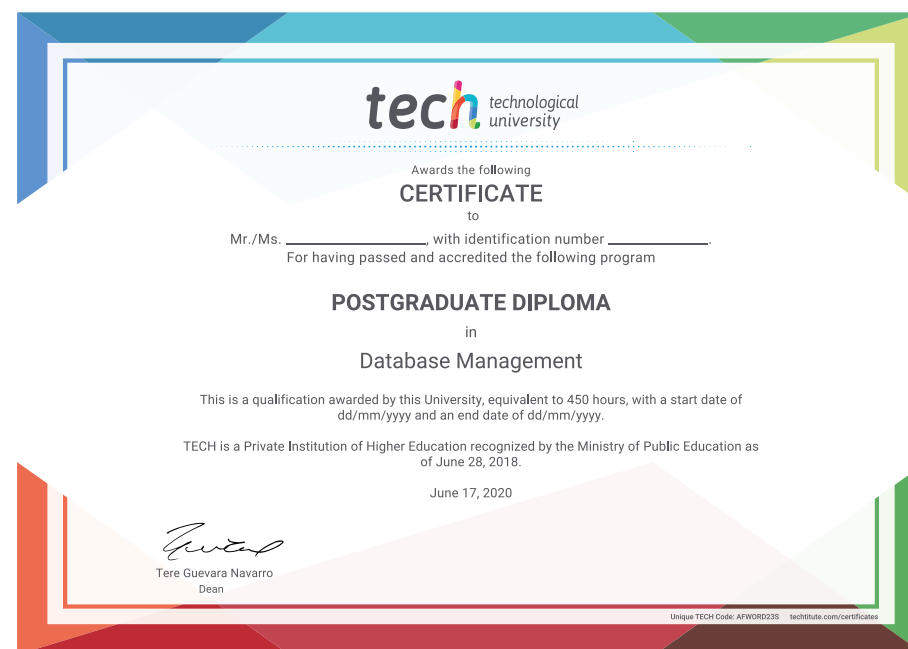 tech technological
university
Awards the following
CERTIFICATE
to
Mr./Ms. ____________________, with identification number ______________.
For having passed and accredited the following program
POSTGRADUATE DIPLOMA
in
Database Management
This is a qualification awarded by this University, equivalent to 450 hours, with a start date of
dd/mm/yyyy and an end date of dd/mm/yyyy.
TECH is a Private Institution of Higher Education recognized by the Ministry of Public Education as
of June 28, 2018.
June 17, 2020
Tere Guevara Navarro
Dean
Unique TECH Code: AFWORD23S techtitute.com/certificates